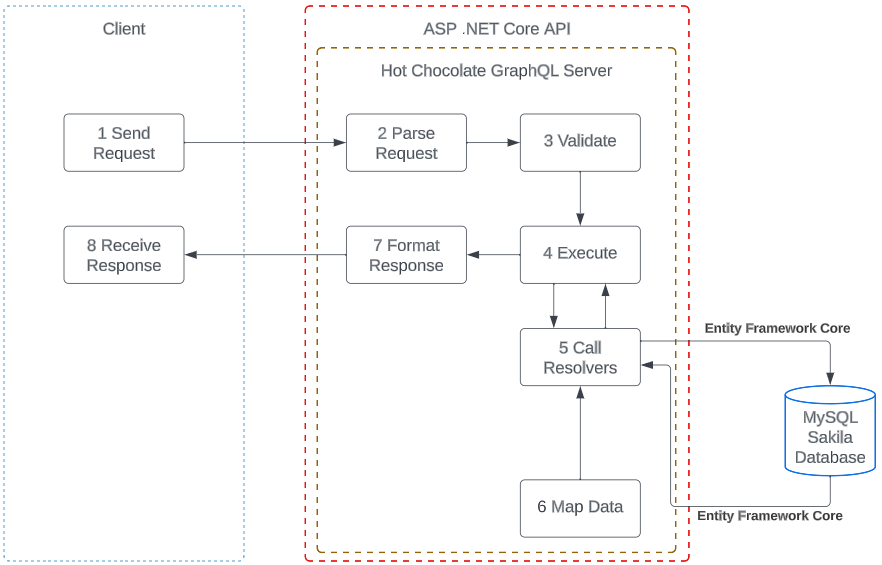 Client
ASP .NET Core API
Hot Chocolate GraphQL Server
1 Send
Request
2 Parse
Request
3 Validate
8 Receive
Response
7 Format
Response
4 Execute
5 Call
Resolvers
Entity Framework Core
MySQL
Sakila
Database
6 Map Data
Entity Framework Core